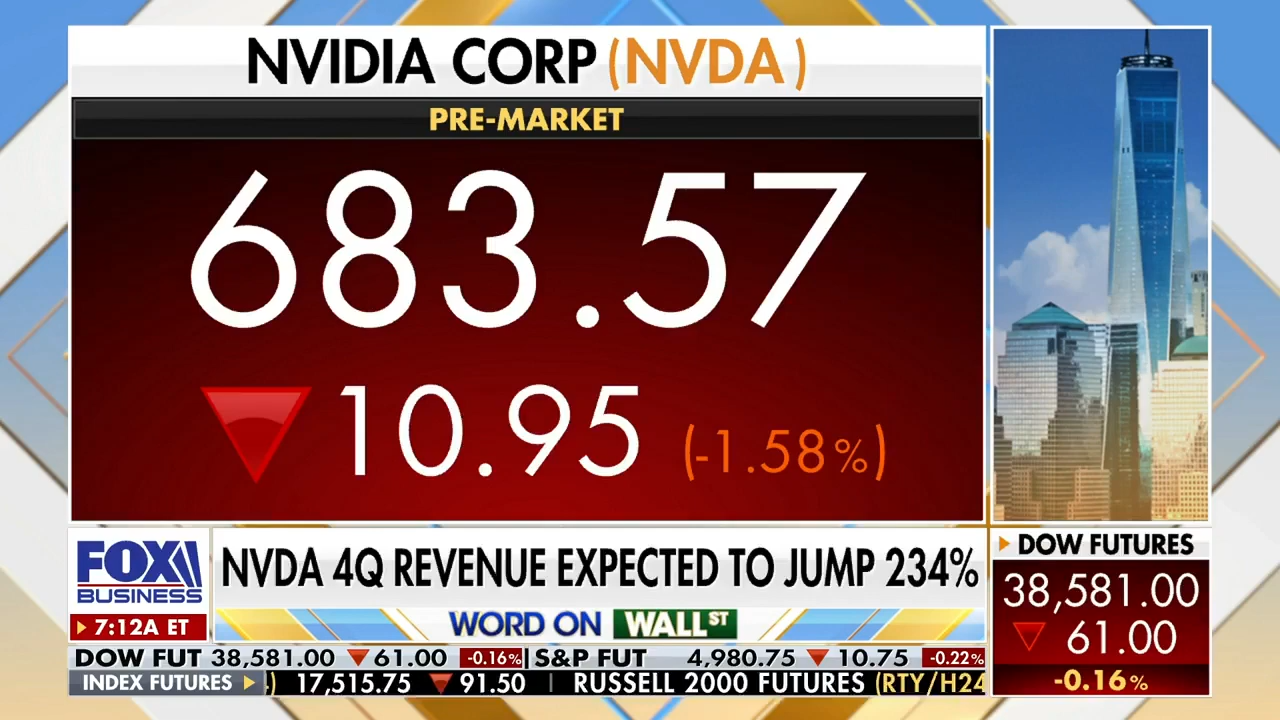 NVIDIA CORP (NVDA)
PRE-MARKET
683.57
▼ 10.95 (-1.58%)
FOX BUSINESS
7:12A ET
NVDA 4Q REVENUE EXPECTED TO JUMP 234%
WORD ON WALL ST
DOW FUTURES
38,581.00
▼ 61.00
-0.16%
DOW FUT 38,581.00 ▼ 61.00 -0.16% S&P FUT 4,980.75 ▼ 10.75 -0.22%
INDEX FUTURES ) 17,515.75 ▼ 91.50 | RUSSELL 2000 FUTURES (RTY/H24